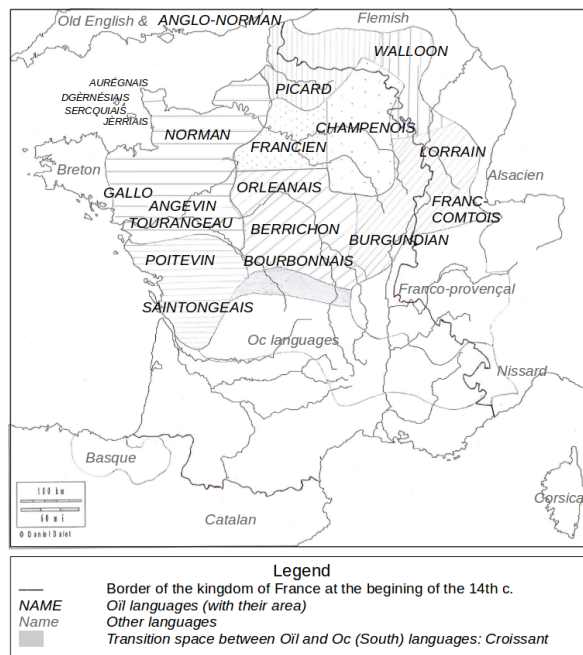 Old English & ANGLO-NORMAN
Flemish
WALLOON
AURÉGNAIS
PICARD
DGÈRNÉSIAIS
SERCQUIAIS
JÈRRIAIS
CHAMPENOIS
NORMAN
FRANCIEN
LORRAIN
Breton
Alsacien
ORLEANAIS
GALLO
FRANC-
COMTOIS
ANGEVIN
TOURANGEAU
BERRICHON
BURGUNDIAN
POITEVIN
BOURBONNAIS
Franco-provençal
SAINTONGEAIS
Oc languages
Nissard
Basque
100 km
60 mi
© Daniel Dalet
Catalan
Corsica
Legend
Border of the kingdom of France at the begining of the 14th c.
NAME Oïl languages (with their area)
Name Other languages
Transition space between Oïl and Oc (South) languages: Croissant